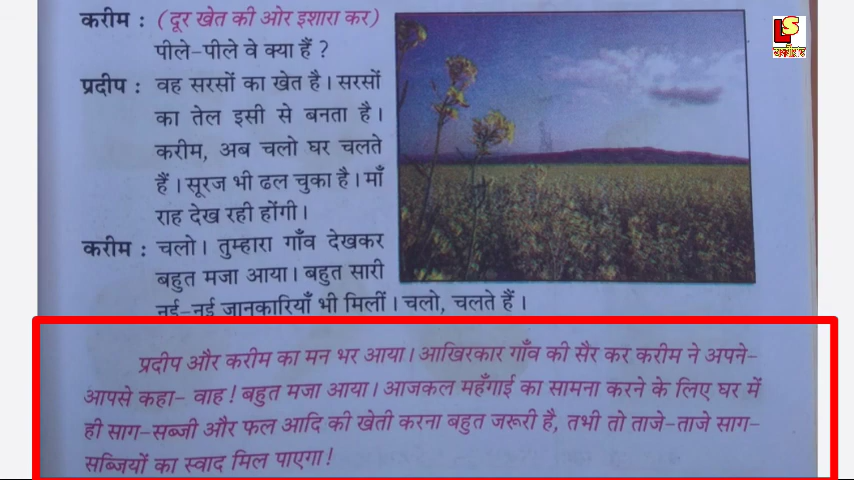 करीम : (दूर खेत की ओर इशारा कर)
पीले-पीले वे क्या हैं ?
प्रदीप : वह सरसों का खेत है। सरसों
का तेल इसी से बनता है।
करीम, अब चलो घर चलते
हैं। सूरज भी ढल चुका है। माँ
राह देख रही होंगी।
करीम : चलो। तुम्हारा गाँव देखकर
बहुत मजा आया। बहुत सारी
नई-नई जानकारियाँ भी मिलीं। चलो, चलते हैं।
प्रदीप और करीम का मन भर आया। आखिरकार गाँव की सैर कर करीम ने अपने-
आपसे कहा- वाह! बहुत मजा आया। आजकल महँगाई का सामना करने के लिए घर में
ही साग-सब्जी और फल आदि की खेती करना बहुत जरूरी है, तभी तो ताजे-ताजे साग-
सब्जियों का स्वाद मिल पाएगा!
LS